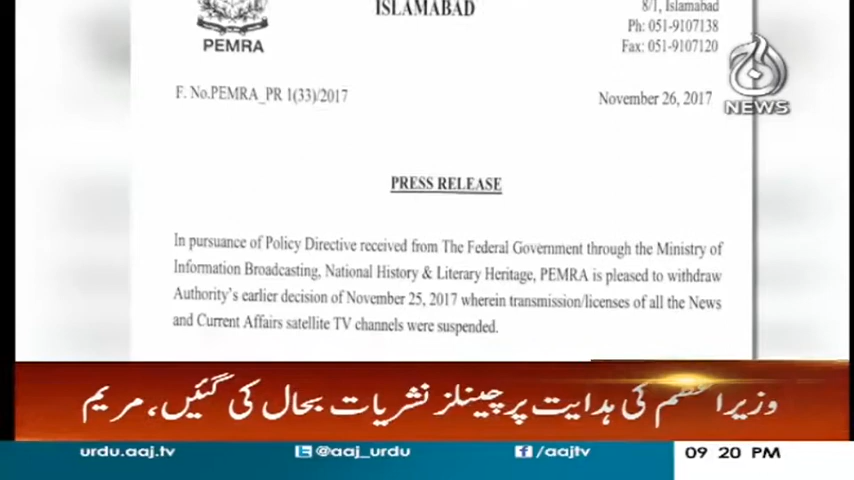 ISLAMABAD
8/1, Islamabad
Ph: 051-9107138
Fax: 051-9107120
PEMRA
NEWS
F. No.PEMRA_PR 1(33)/2017
November 26, 2017
PRESS RELEASE
In pursuance of Policy Directive received from The Federal Government through the Ministry of
Information Broadcasting, National History & Literary Heritage, PEMRA is pleased to withdraw
Authority's earlier decision of November 25, 2017 wherein transmission/licenses of all the News
and Current Affairs satellite TV channels were suspended.
وزیراعظم کی ہدایت پر چینلز نشریات بحال کی گئیں، مریم
urdu.aaj.tv
@aaj_urdu
/aajtv
09 20 PM